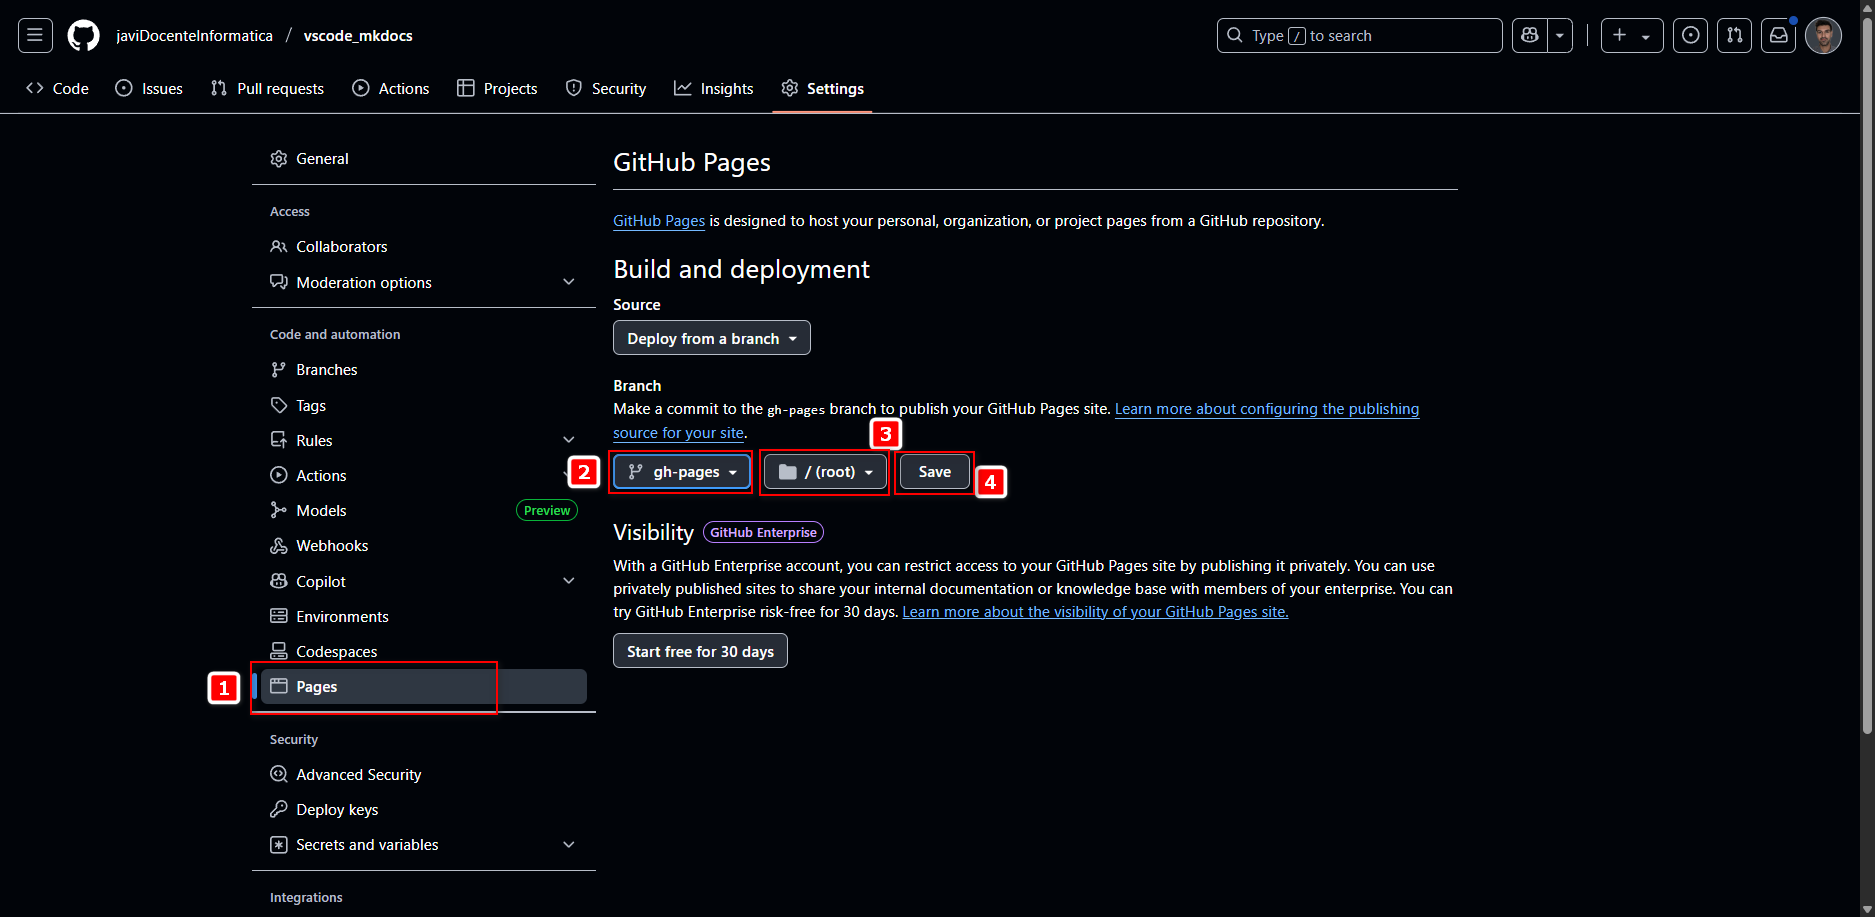 javiDocenteInformatica / vscode_mkdocs
Type / to search
Code Issues Pull requests Actions Projects Security Insights Settings
General
Access
Collaborators
Moderation options
Code and automation
Branches
Tags
Rules
Actions
Models Preview
Webhooks
Copilot
Environments
Codespaces
1 Pages
Security
Advanced Security
Deploy keys
Secrets and variables
Integrations
GitHub Pages
GitHub Pages is designed to host your personal, organization, or project pages from a GitHub repository.
Build and deployment
Source
Deploy from a branch
Branch
Make a commit to the gh-pages branch to publish your GitHub Pages site. Learn more about configuring the publishing
source for your site.
3
2 gh-pages / (root) Save 4
Visibility GitHub Enterprise
With a GitHub Enterprise account, you can restrict access to your GitHub Pages site by publishing it privately. You can use
privately published sites to share your internal documentation or knowledge base with members of your enterprise. You can
try GitHub Enterprise risk-free for 30 days. Learn more about the visibility of your GitHub Pages site.
Start free for 30 days